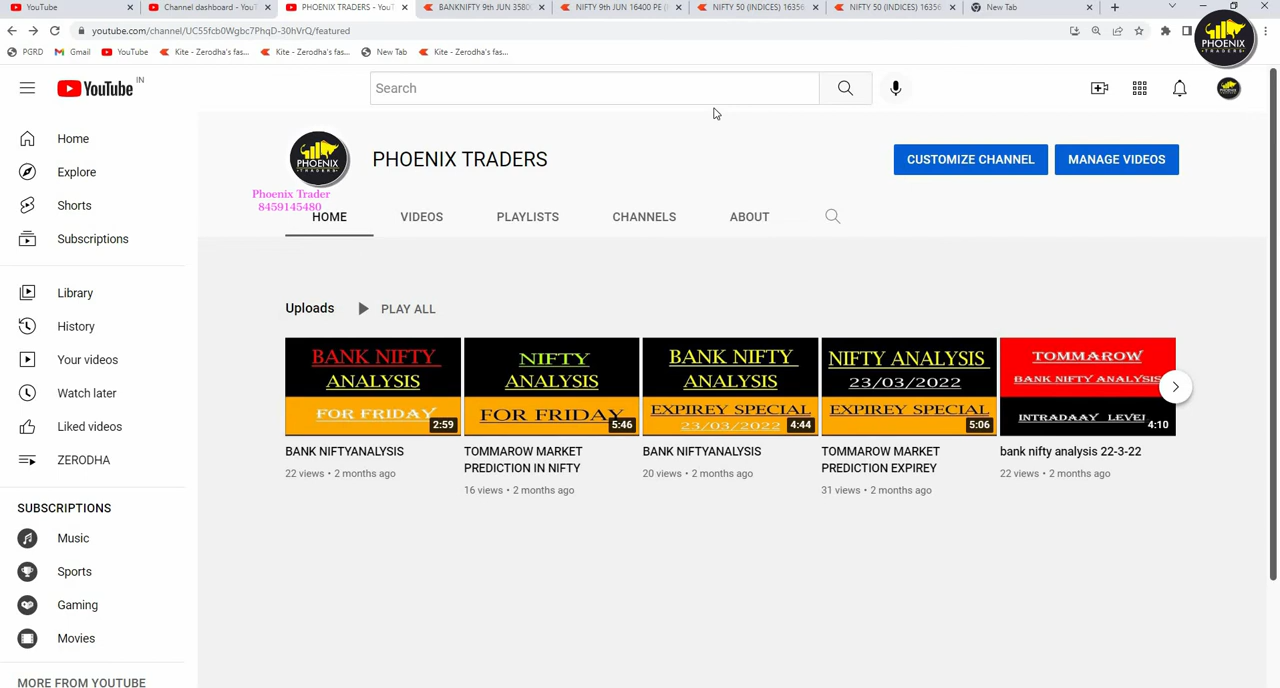 YouTube
Channel dashboard - YouT
PHOENIX TRADERS - YouT
BANKNIFTY 9th JUN 3580
NIFTY 9th JUN 16400 PE (
NIFTY 50 (INDICES) 16356
NIFTY 50 (INDICES) 16356
New Tab
youtube.com/channel/UC55fcb0Wgbc7PhqD-30hVrQ/featured
PGRD
Gmail
YouTube
Kite - Zerodha's fas...
Kite - Zerodha's fas...
New Tab
Kite - Zerodha's fas...
PHOENIX
TRADERS
YouTube
IN
Search
Home
Explore
Shorts
Subscriptions
Library
History
Your videos
Watch later
Liked videos
ZERODHA
SUBSCRIPTIONS
Music
Sports
Gaming
Movies
MORE FROM YOUTUBE
PHOENIX
TRADERS
PHOENIX TRADERS
CUSTOMIZE CHANNEL
MANAGE VIDEOS
Phoenix Trader
8459145480
HOME
VIDEOS
PLAYLISTS
CHANNELS
ABOUT
Uploads
PLAY ALL
BANK NIFTY
ANALYSIS
FOR FRIDAY
2:59
BANK NIFTYANALYSIS
22 views • 2 months ago
NIFTY
ANALYSIS
FOR FRIDAY
5:46
TOMMAROW MARKET
PREDICTION IN NIFTY
16 views • 2 months ago
BANK NIFTY
ANALYSIS
EXPIREY SPECIAL
23/03/2022
4:44
BANK NIFTYANALYSIS
20 views • 2 months ago
NIFTY ANALYSIS
23/03/2022
EXPIREY SPECIAL
5:06
TOMMAROW MARKET
PREDICTION EXPIREY
31 views • 2 months ago
TOMMAROW
BANK NIFTY ANALYSIS
INTRADAAY LEVEL
4:10
bank nifty analysis 22-3-22
22 views • 2 months ago